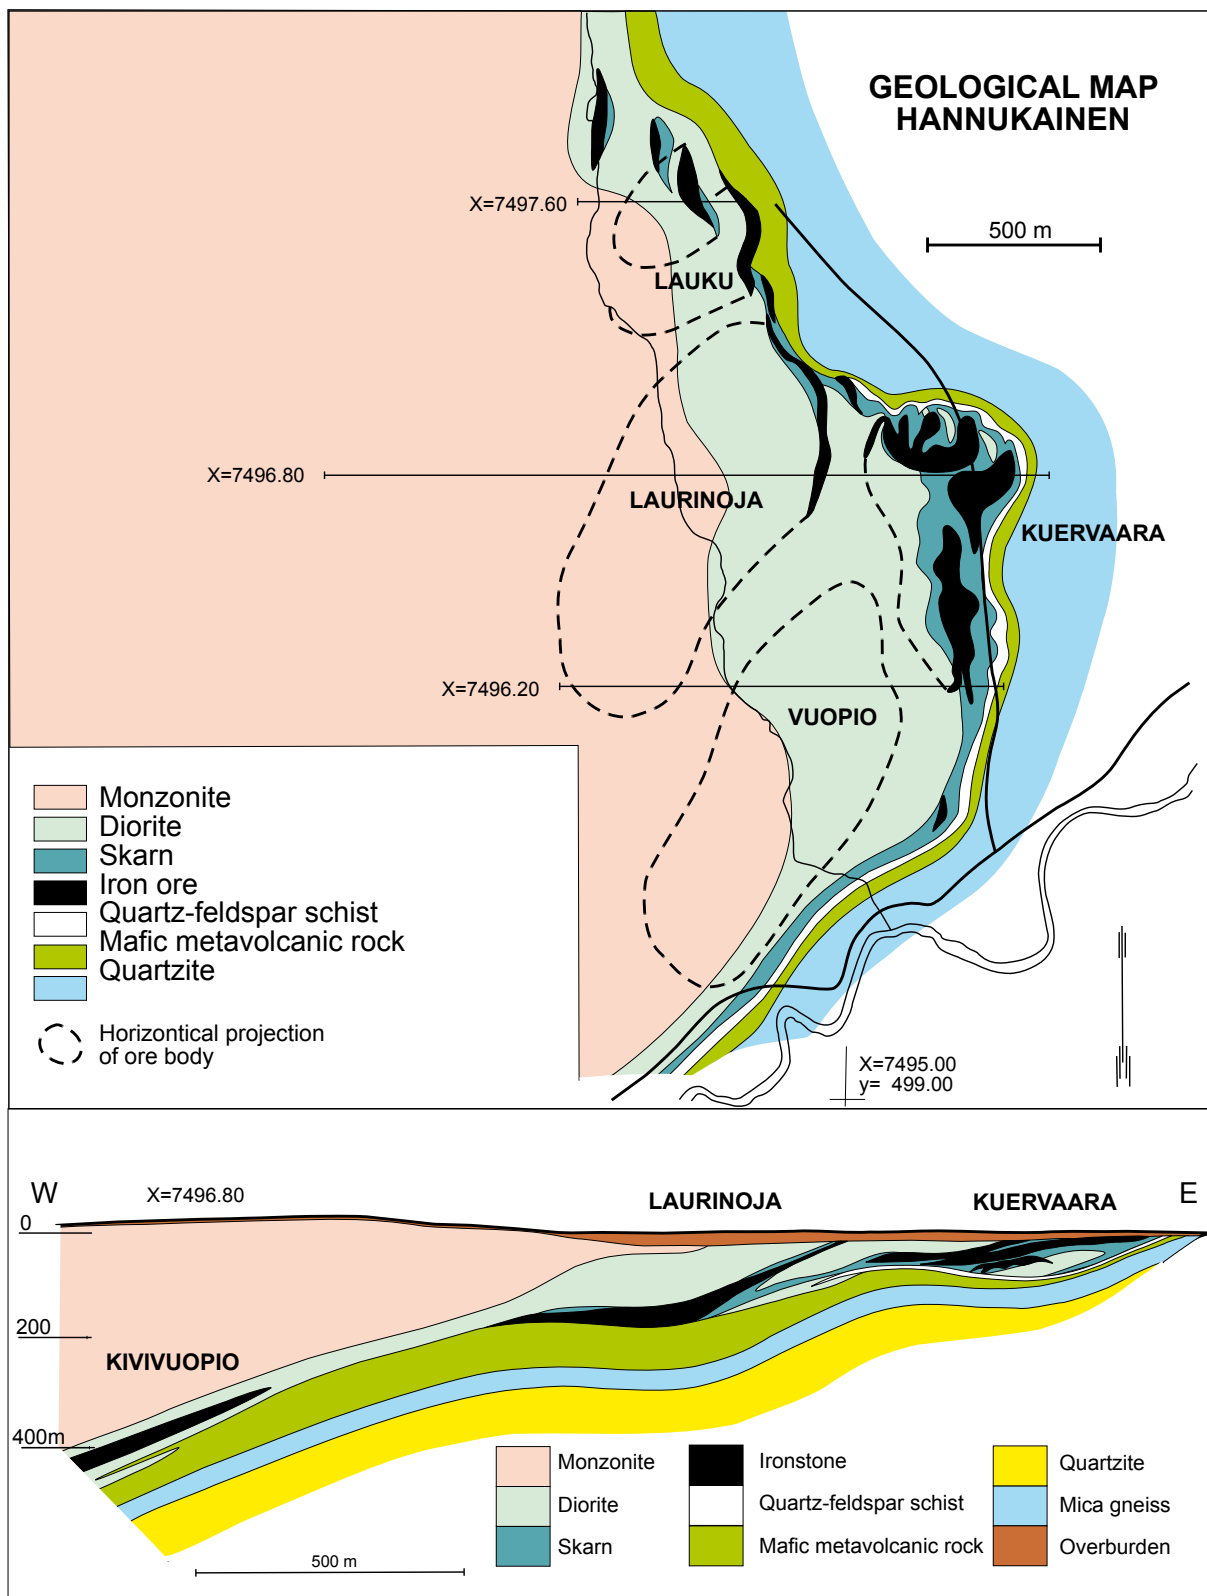 GEOLOGICAL MAP
HANNUKAINEN
500 m
X=7497.60
LAUKU
X=7496.80
LAURINOJA
KUERVAARA
X=7496.20
VUOPIO
Monzonite
Diorite
Skarn
Iron ore
Quartz-feldspar schist
Mafic metavolcanic rock
Quartzite
Horizontical projection
of ore body
X=7495.00
y= 499.00
W
X=7496.80
LAURINOJA
KUERVAARA
E
0
200
KIVIVUOPIO
400m
Monzonite
Diorite
Skarn
Ironstone
Quartz-feldspar schist
Mafic metavolcanic rock
Quartzite
Mica gneiss
Overburden
500 m